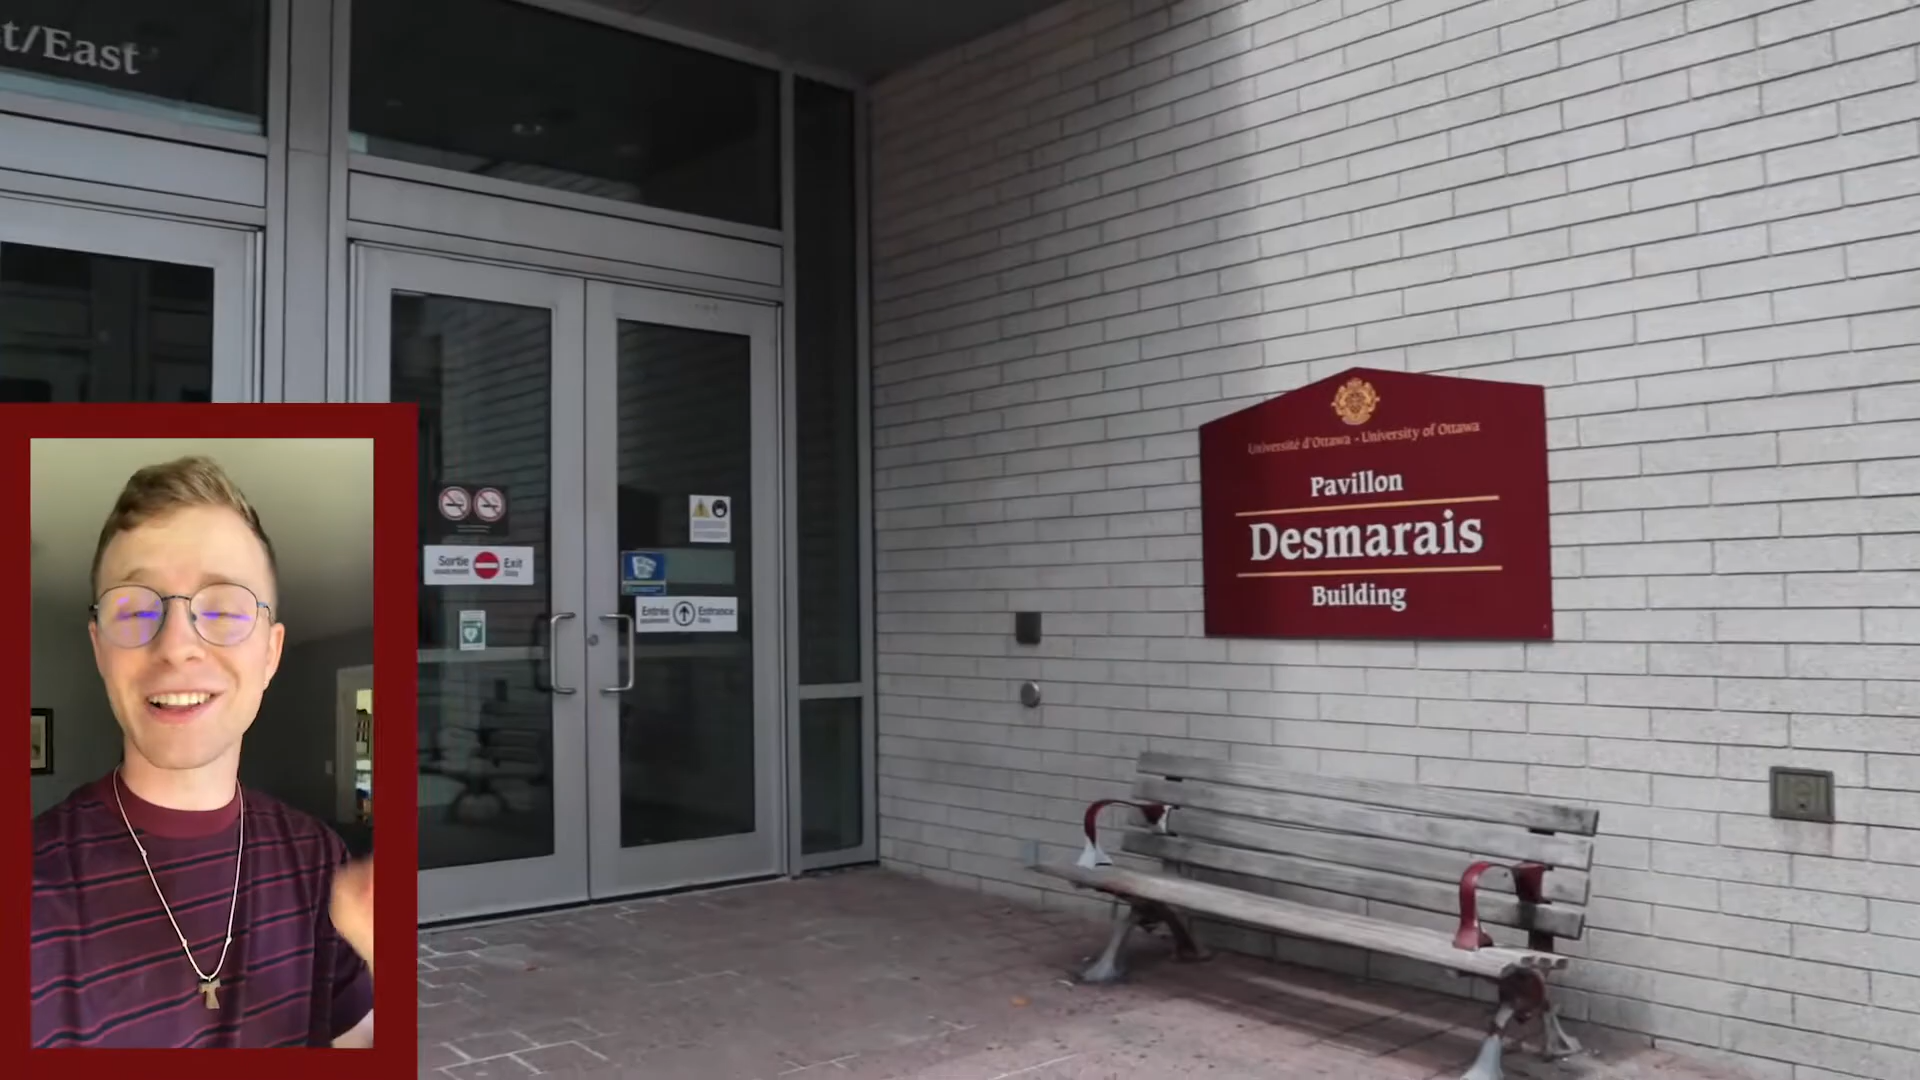 t/East
Université d'Ottawa - University of Ottawa
Pavillon
Desmarais
Building
Sortie Exit
Entrée Entrance